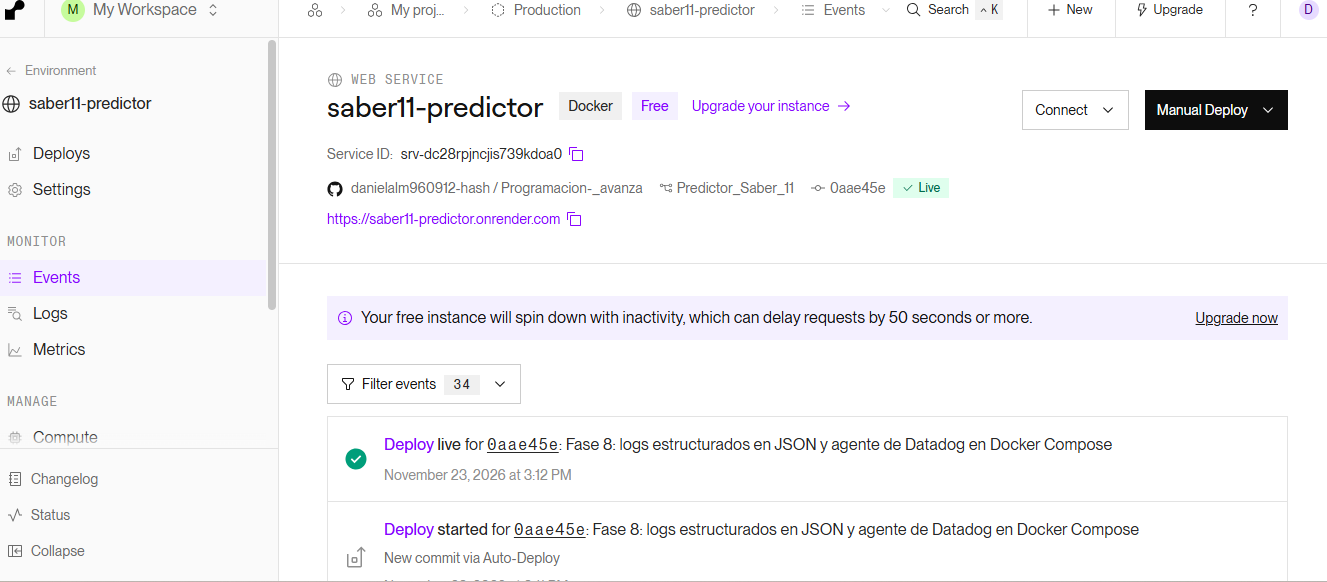 M My Workspace
My proj...
Production
saber11-predictor
Events
Search ^ K
+ New
Upgrade
?
D
← Environment
saber11-predictor
Deploys
Settings
MONITOR
Events
Logs
Metrics
MANAGE
Compute
Changelog
Status
Collapse
WEB SERVICE
saber11-predictor Docker Free Upgrade your instance →
Connect
Manual Deploy
Service ID: srv-dc28rpjncjis739kdoa0
danielalm960912-hash / Programacion-_avanza Predictor_Saber_11 0aae45e ✓ Live
https://saber11-predictor.onrender.com
Your free instance will spin down with inactivity, which can delay requests by 50 seconds or more. Upgrade now
Filter events 34
Deploy live for 0aae45e: Fase 8: logs estructurados en JSON y agente de Datadog en Docker Compose
November 23, 2026 at 3:12 PM
Deploy started for 0aae45e: Fase 8: logs estructurados en JSON y agente de Datadog en Docker Compose
New commit via Auto-Deploy